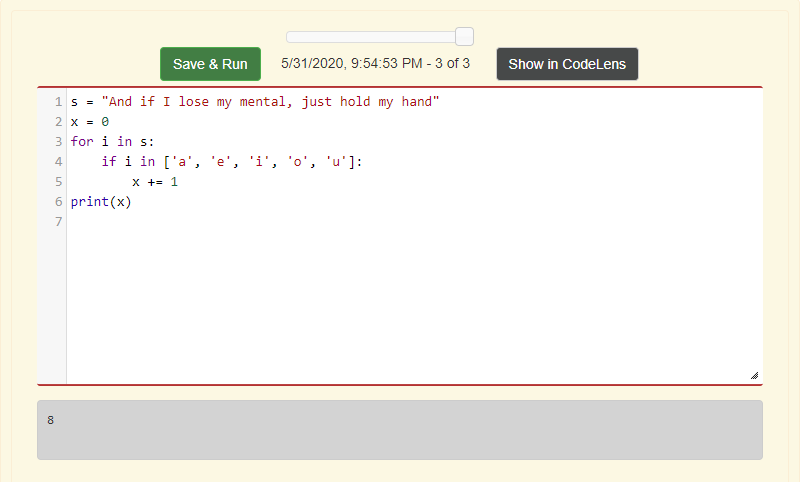 Save & Run 5/31/2020, 9:54:53 PM - 3 of 3 Show in CodeLens
1 s = "And if I lose my mental, just hold my hand"
2 x = 0
3 for i in s:
4     if i in ['a', 'e', 'i', 'o', 'u']:
5         x += 1
6 print(x)
7
8